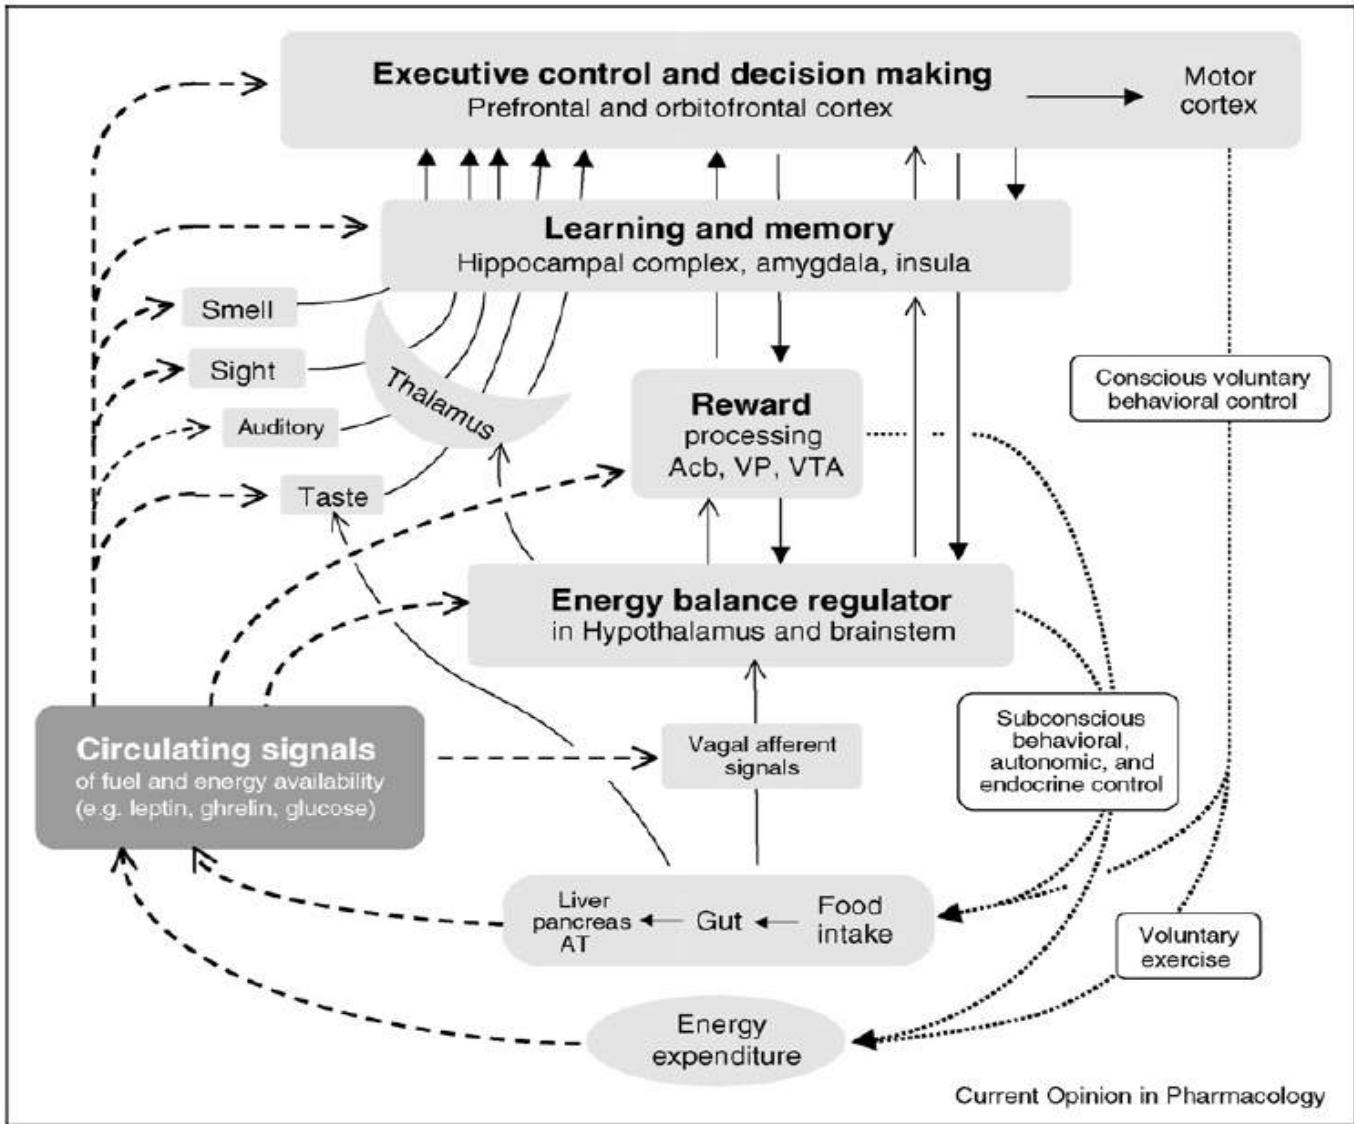 Executive control and decision making
Prefrontal and orbitofrontal cortex
Motor
cortex
Learning and memory
Hippocampal complex, amygdala, insula
Smell
Sight
Auditory
Taste
Thalamus
Reward
processing
Acb, VP, VTA
Conscious voluntary
behavioral control
Energy balance regulator
in Hypothalamus and brainstem
Circulating signals
of fuel and energy availability
(e.g. leptin, ghrelin, glucose)
Vagal afferent
signals
Subconscious
behavioral,
autonomic, and
endocrine control
Liver
pancreas
AT
Gut
Food
intake
Voluntary
exercise
Energy
expenditure
Current Opinion in Pharmacology